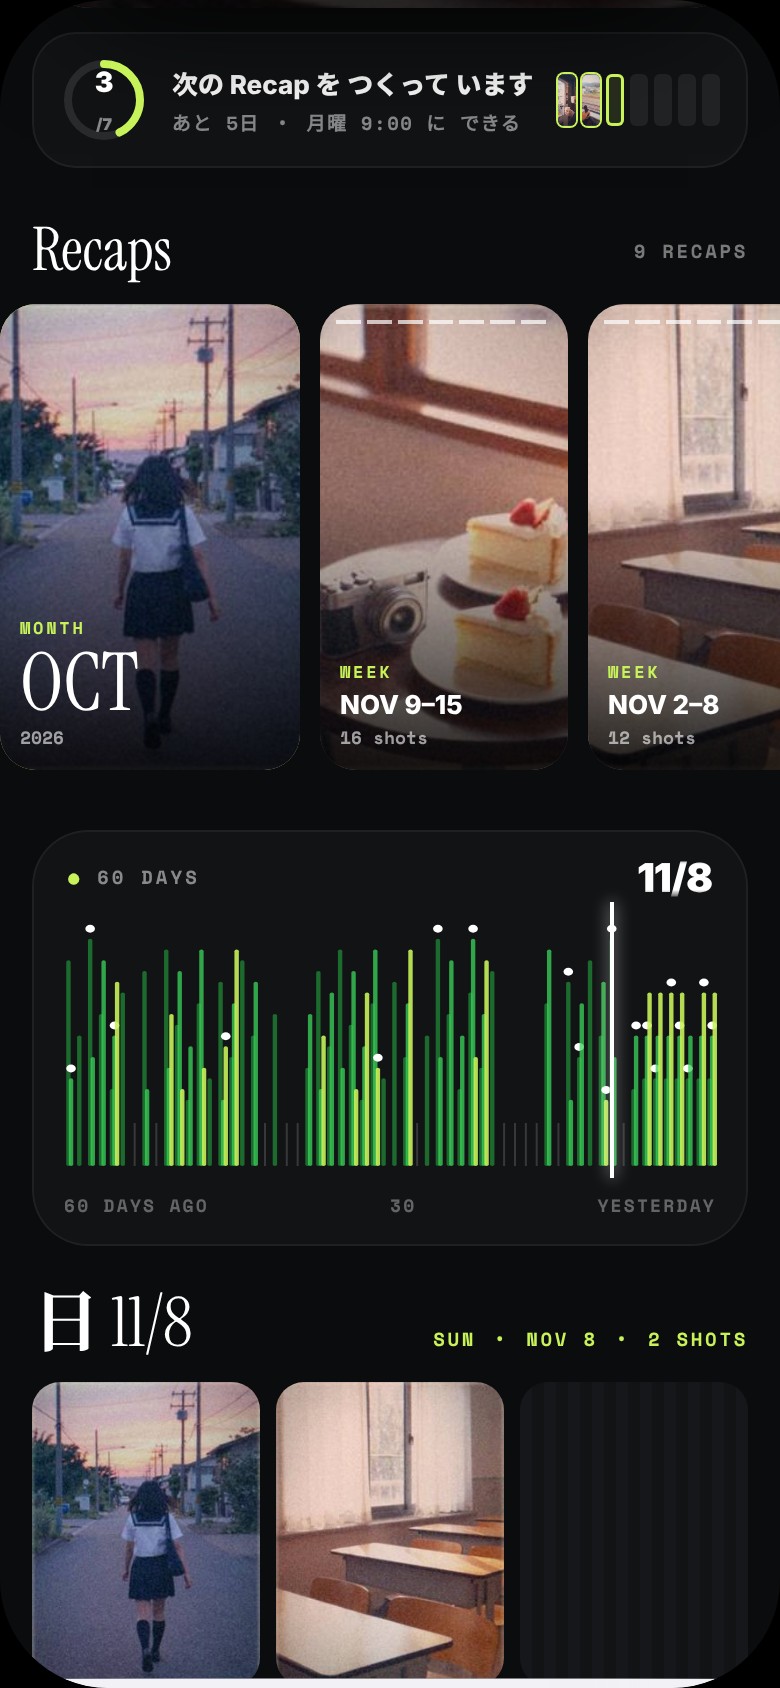 3
/7
次の Recap を つくって います
あと 5日 ・ 月曜 9:00 に できる
Recaps
9 RECAPS
MONTH
OCT
2026
WEEK
NOV 9–15
16 shots
WEEK
NOV 2–8
12 shots
60 DAYS
11/8
60 DAYS AGO
30
YESTERDAY
日 11/8
SUN • NOV 8 • 2 SHOTS